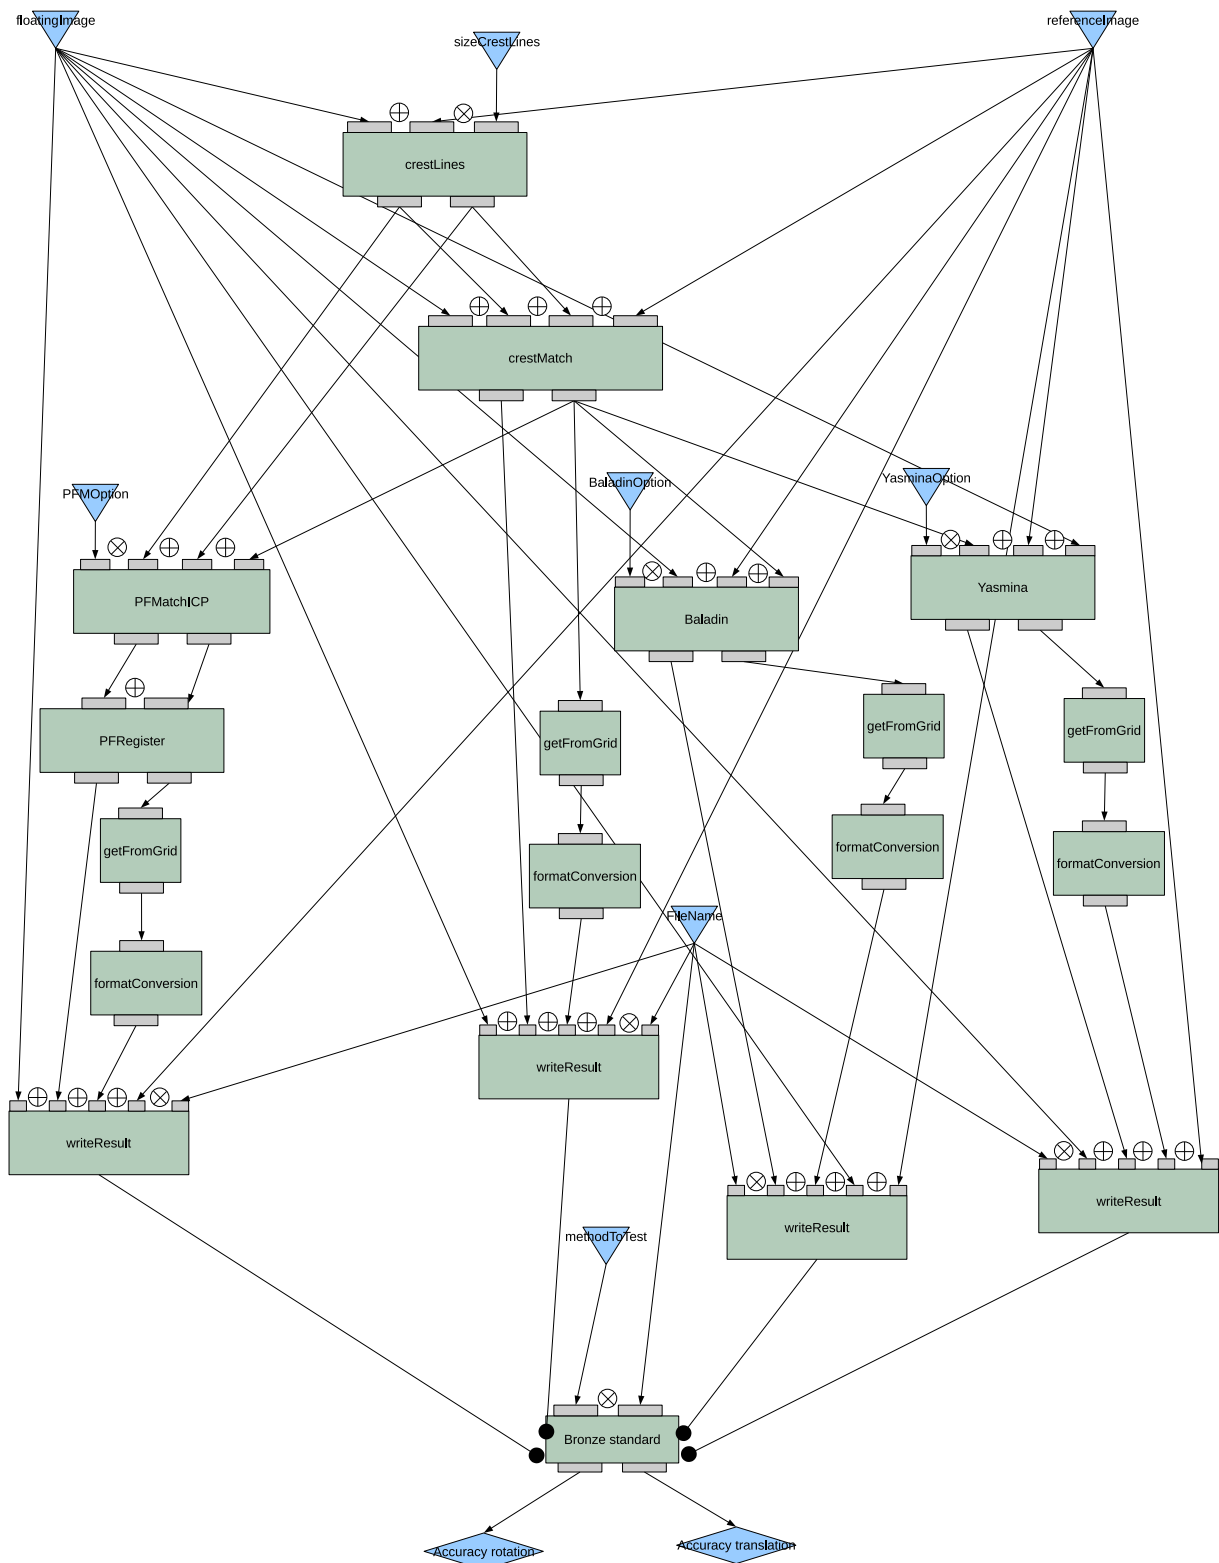 floatingImage
referenceImage
sizeCrestLines
crestLines
crestMatch
PFMOption
BaladinOption
YasminaOption
PFMatchICP
Baladin
Yasmina
PFRegister
getFromGrid
getFromGrid
getFromGrid
getFromGrid
formatConversion
formatConversion
formatConversion
formatConversion
FileName
writeResult
writeResult
writeResult
writeResult
methodToTest
Bronze standard
Accuracy rotation
Accuracy translation